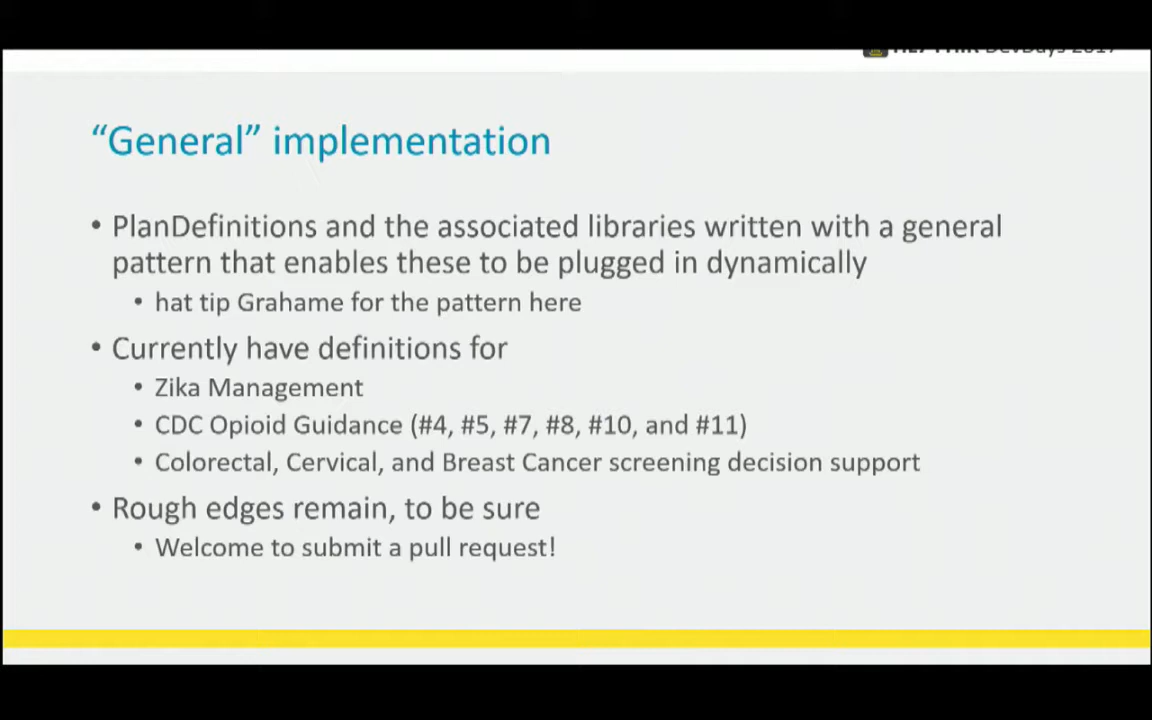 DevDays 2017
“General” implementation
• PlanDefinitions and the associated libraries written with a general
pattern that enables these to be plugged in dynamically
• hat tip Grahame for the pattern here
• Currently have definitions for
• Zika Management
• CDC Opioid Guidance (#4, #5, #7, #8, #10, and #11)
• Colorectal, Cervical, and Breast Cancer screening decision support
• Rough edges remain, to be sure
• Welcome to submit a pull request!